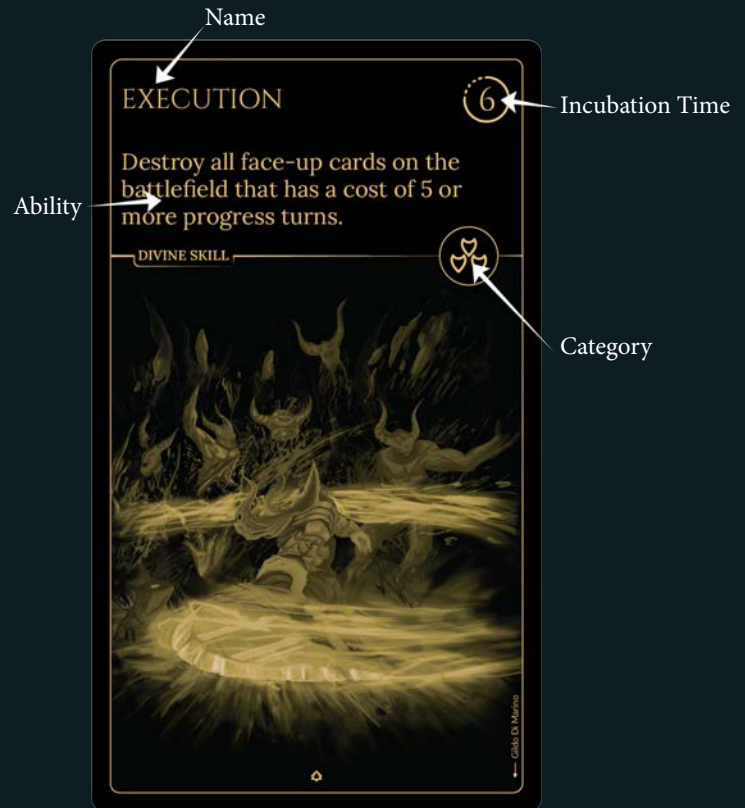 Name
EXECUTION
6
Incubation Time
Destroy all face-up cards on the
battlefield that has a cost of 5 or
more progress turns.
Ability
DIVINE SKILL
Category
Gildo Di Marino